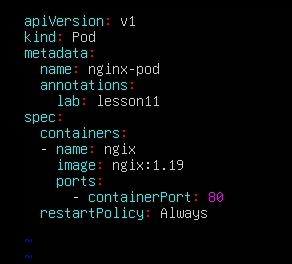 apiVersion: v1
kind: Pod
metadata:
  name: nginx-pod
  annotations:
    lab: lesson11
spec:
  containers:
  - name: ngix
    image: ngix:1.19
    ports:
      - containerPort: 80
  restartPolicy: Always
~
~